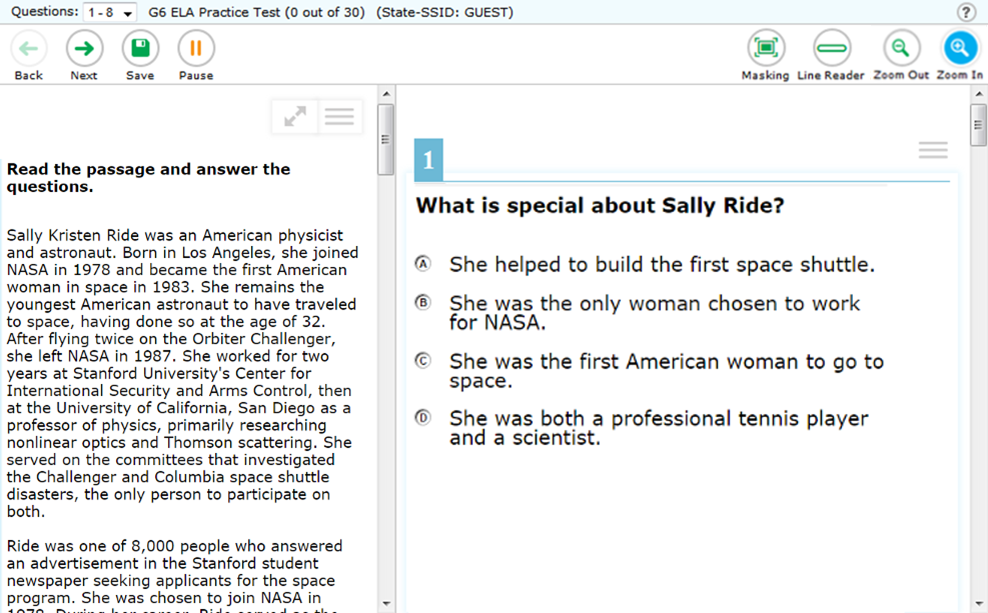 Questions: 1 - 8 G6 ELA Practice Test (0 out of 30) (State-SSID: GUEST) ?
Back Next Save Pause Masking Line Reader Zoom Out Zoom In
Read the passage and answer the
questions.
Sally Kristen Ride was an American physicist
and astronaut. Born in Los Angeles, she joined
NASA in 1978 and became the first American
woman in space in 1983. She remains the
youngest American astronaut to have traveled
to space, having done so at the age of 32.
After flying twice on the Orbiter Challenger,
she left NASA in 1987. She worked for two
years at Stanford University's Center for
International Security and Arms Control, then
at the University of California, San Diego as a
professor of physics, primarily researching
nonlinear optics and Thomson scattering. She
served on the committees that investigated
the Challenger and Columbia space shuttle
disasters, the only person to participate on
both.
Ride was one of 8,000 people who answered
an advertisement in the Stanford student
newspaper seeking applicants for the space
program. She was chosen to join NASA in
1978. During her career, Ride served as the
1
What is special about Sally Ride?
A She helped to build the first space shuttle.
B She was the only woman chosen to work
for NASA.
C She was the first American woman to go to
space.
D She was both a professional tennis player
and a scientist.